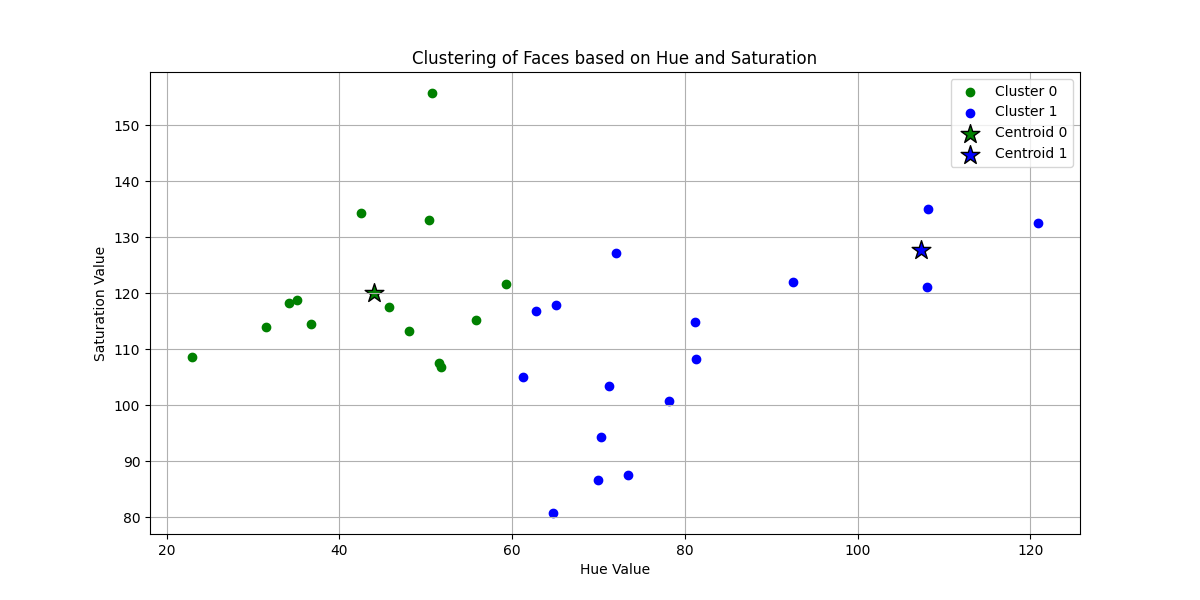 Clustering of Faces based on Hue and Saturation
Cluster 0
Cluster 1
Centroid 0
Centroid 1
150
140
130
120
110
100
90
80
Saturation Value
20
40
60
80
100
120
Hue Value